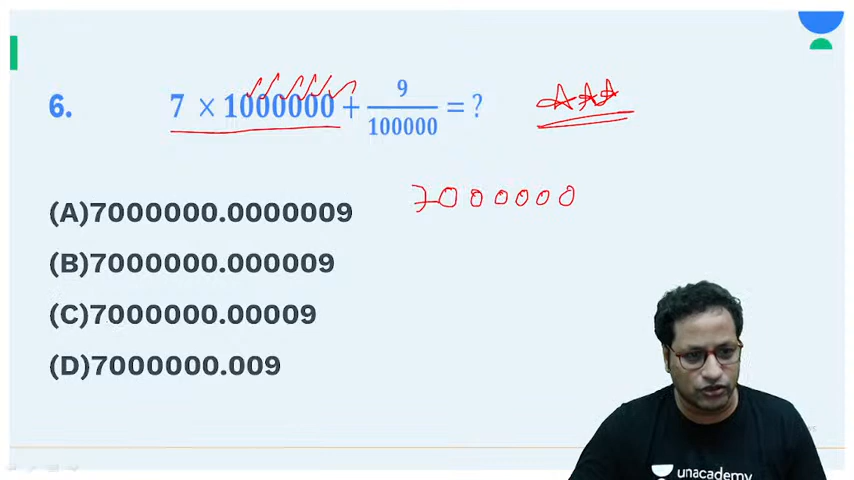 6. 7 × 1000000 + 9/100000 = ?
7000000
(A)7000000.0000009
(B)7000000.000009
(C)7000000.00009
(D)7000000.009
unacademy